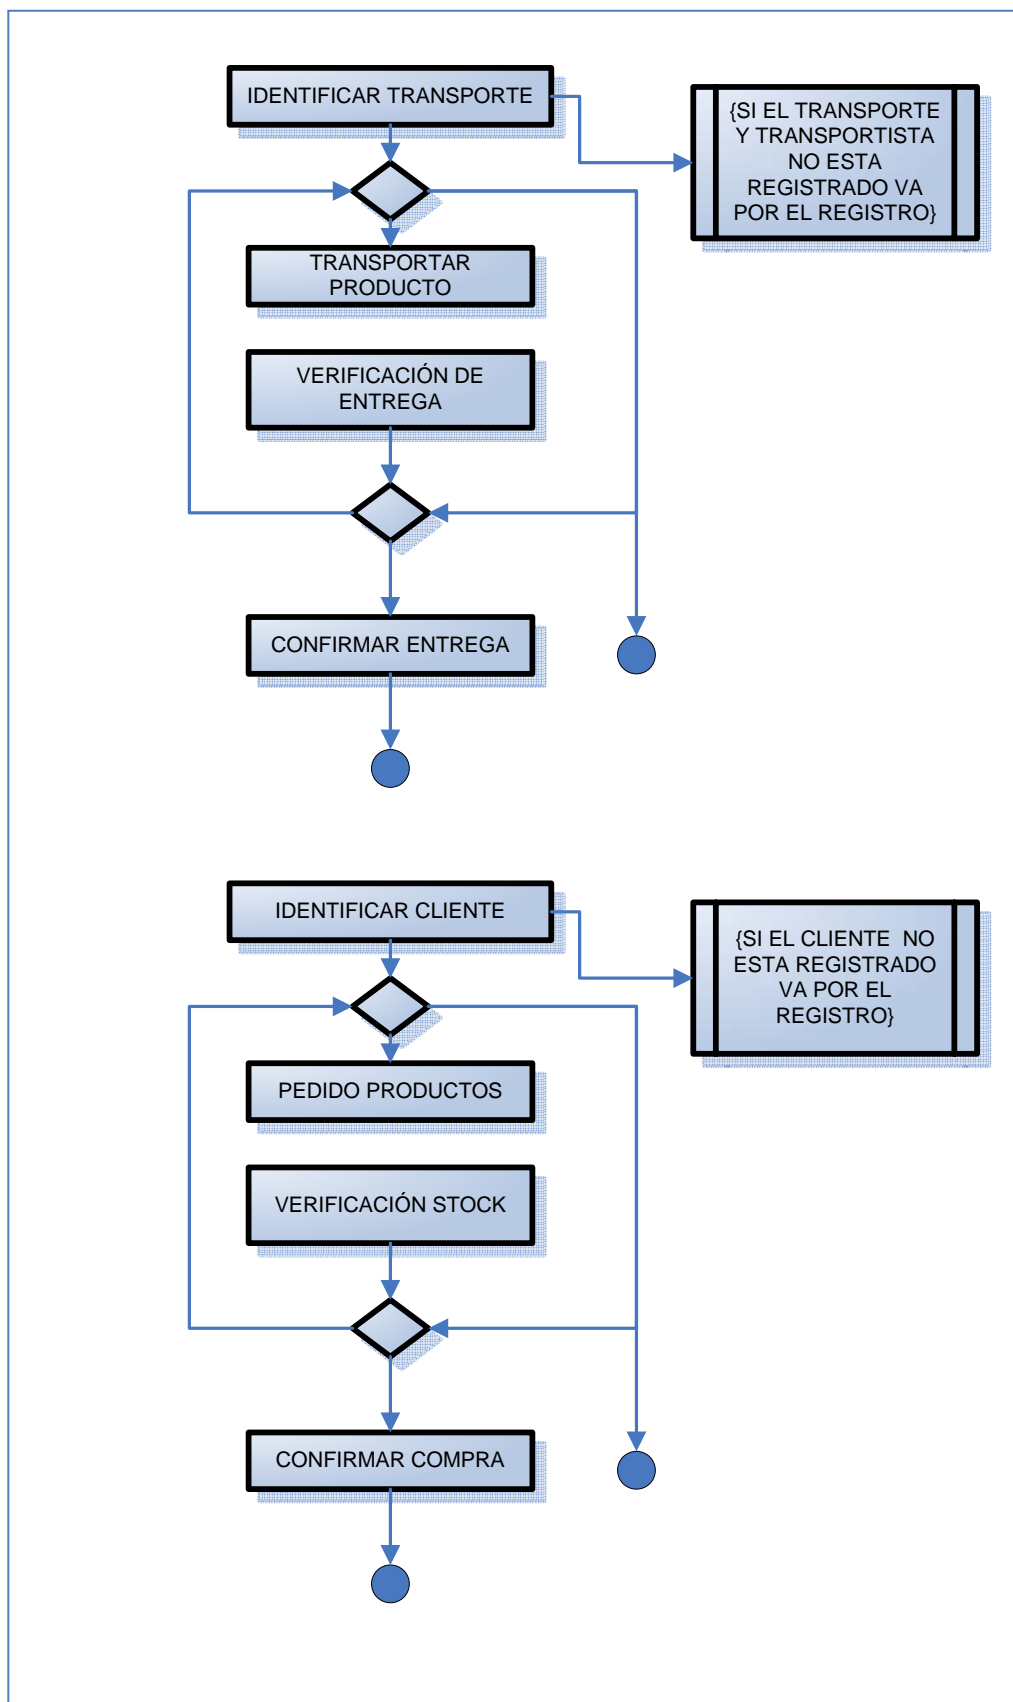 IDENTIFICAR TRANSPORTE
{SI EL TRANSPORTE
Y TRANSPORTISTA
NO ESTA
REGISTRADO VA
POR EL REGISTRO}
TRANSPORTAR
PRODUCTO
VERIFICACIÓN DE
ENTREGA
CONFIRMAR ENTREGA
IDENTIFICAR CLIENTE
{SI EL CLIENTE  NO
ESTA REGISTRADO
VA POR EL
REGISTRO}
PEDIDO PRODUCTOS
VERIFICACIÓN STOCK
CONFIRMAR COMPRA